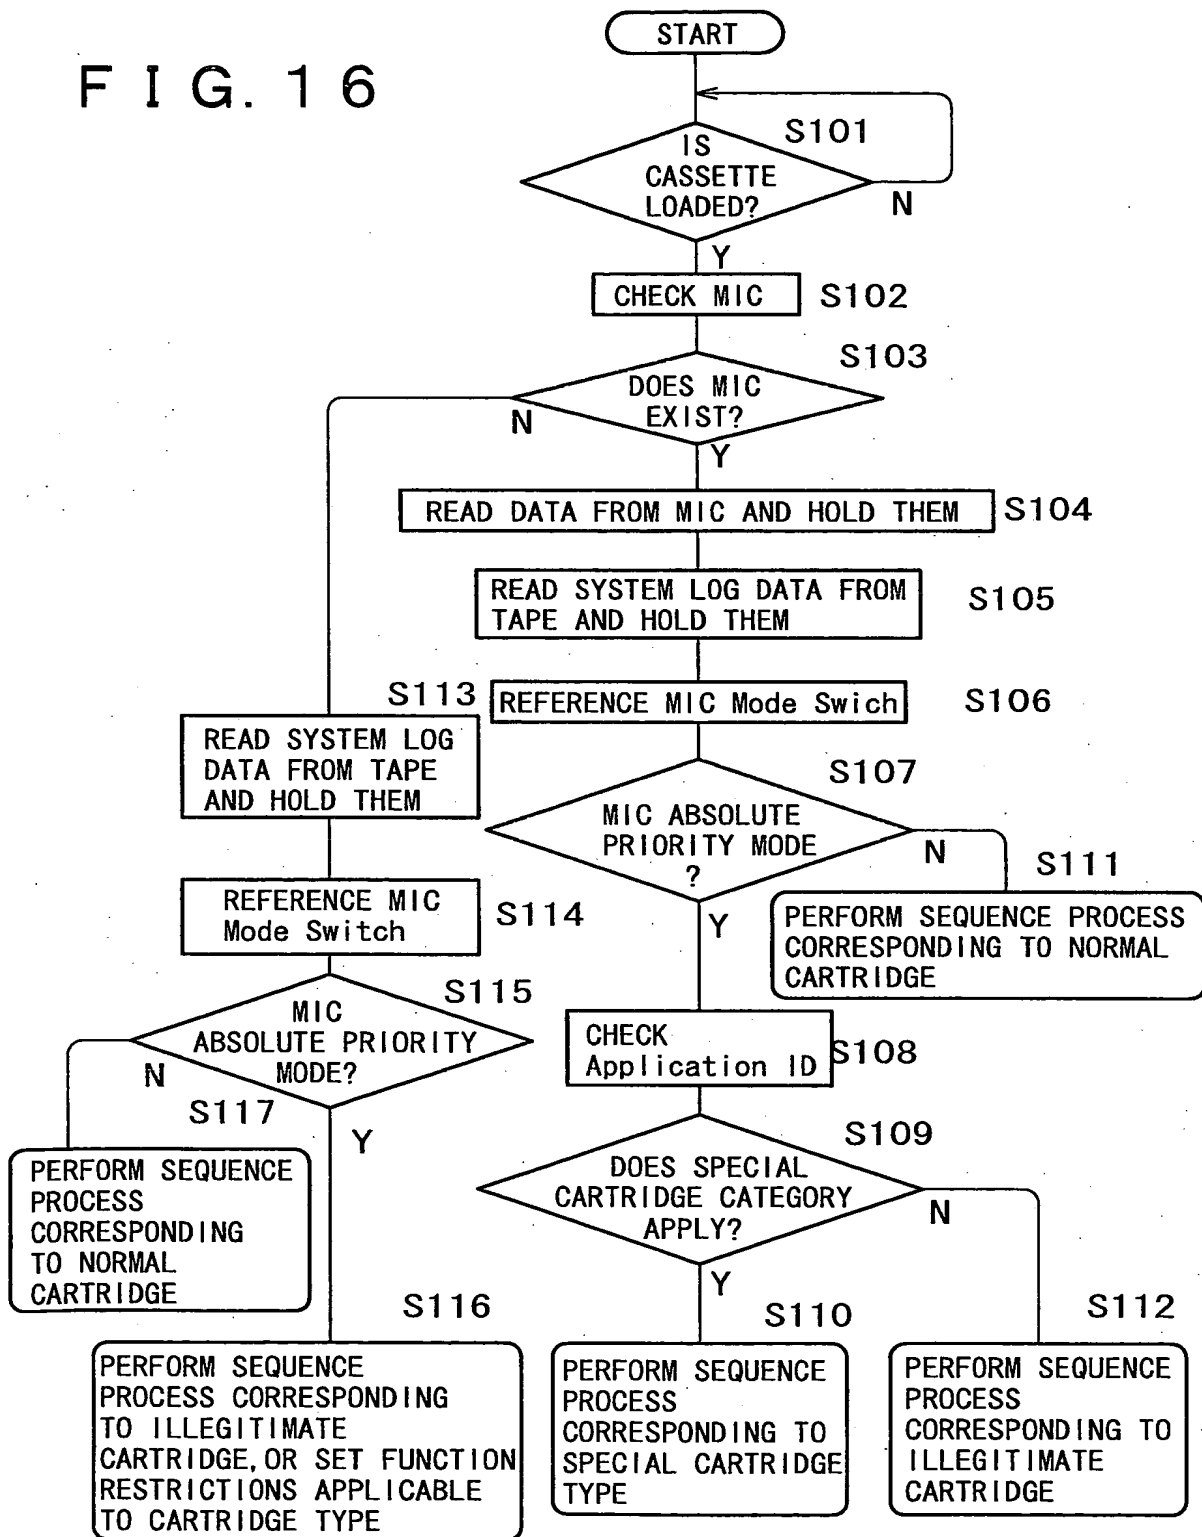 FIG. 16
START
S101
IS
CASSETTE
LOADED?
N
Y
CHECK MIC
S102
S103
DOES MIC
EXIST?
N
Y
READ DATA FROM MIC AND HOLD THEM
S104
READ SYSTEM LOG DATA FROM
TAPE AND HOLD THEM
S105
REFERENCE MIC Mode Swich
S106
S107
MIC ABSOLUTE
PRIORITY MODE
?
N
Y
S111
PERFORM SEQUENCE PROCESS
CORRESPONDING TO NORMAL
CARTRIDGE
CHECK
Application ID
S108
S109
DOES SPECIAL
CARTRIDGE CATEGORY
APPLY?
N
Y
S110
PERFORM SEQUENCE
PROCESS
CORRESPONDING TO
SPECIAL CARTRIDGE
TYPE
S112
PERFORM SEQUENCE
PROCESS
CORRESPONDING TO
ILLEGITIMATE
CARTRIDGE
S113
READ SYSTEM LOG
DATA FROM TAPE
AND HOLD THEM
REFERENCE MIC
Mode Switch
S114
S115
MIC
ABSOLUTE PRIORITY
MODE?
N
Y
S117
PERFORM SEQUENCE
PROCESS
CORRESPONDING
TO NORMAL
CARTRIDGE
S116
PERFORM SEQUENCE
PROCESS CORRESPONDING
TO ILLEGITIMATE
CARTRIDGE, OR SET FUNCTION
RESTRICTIONS APPLICABLE
TO CARTRIDGE TYPE